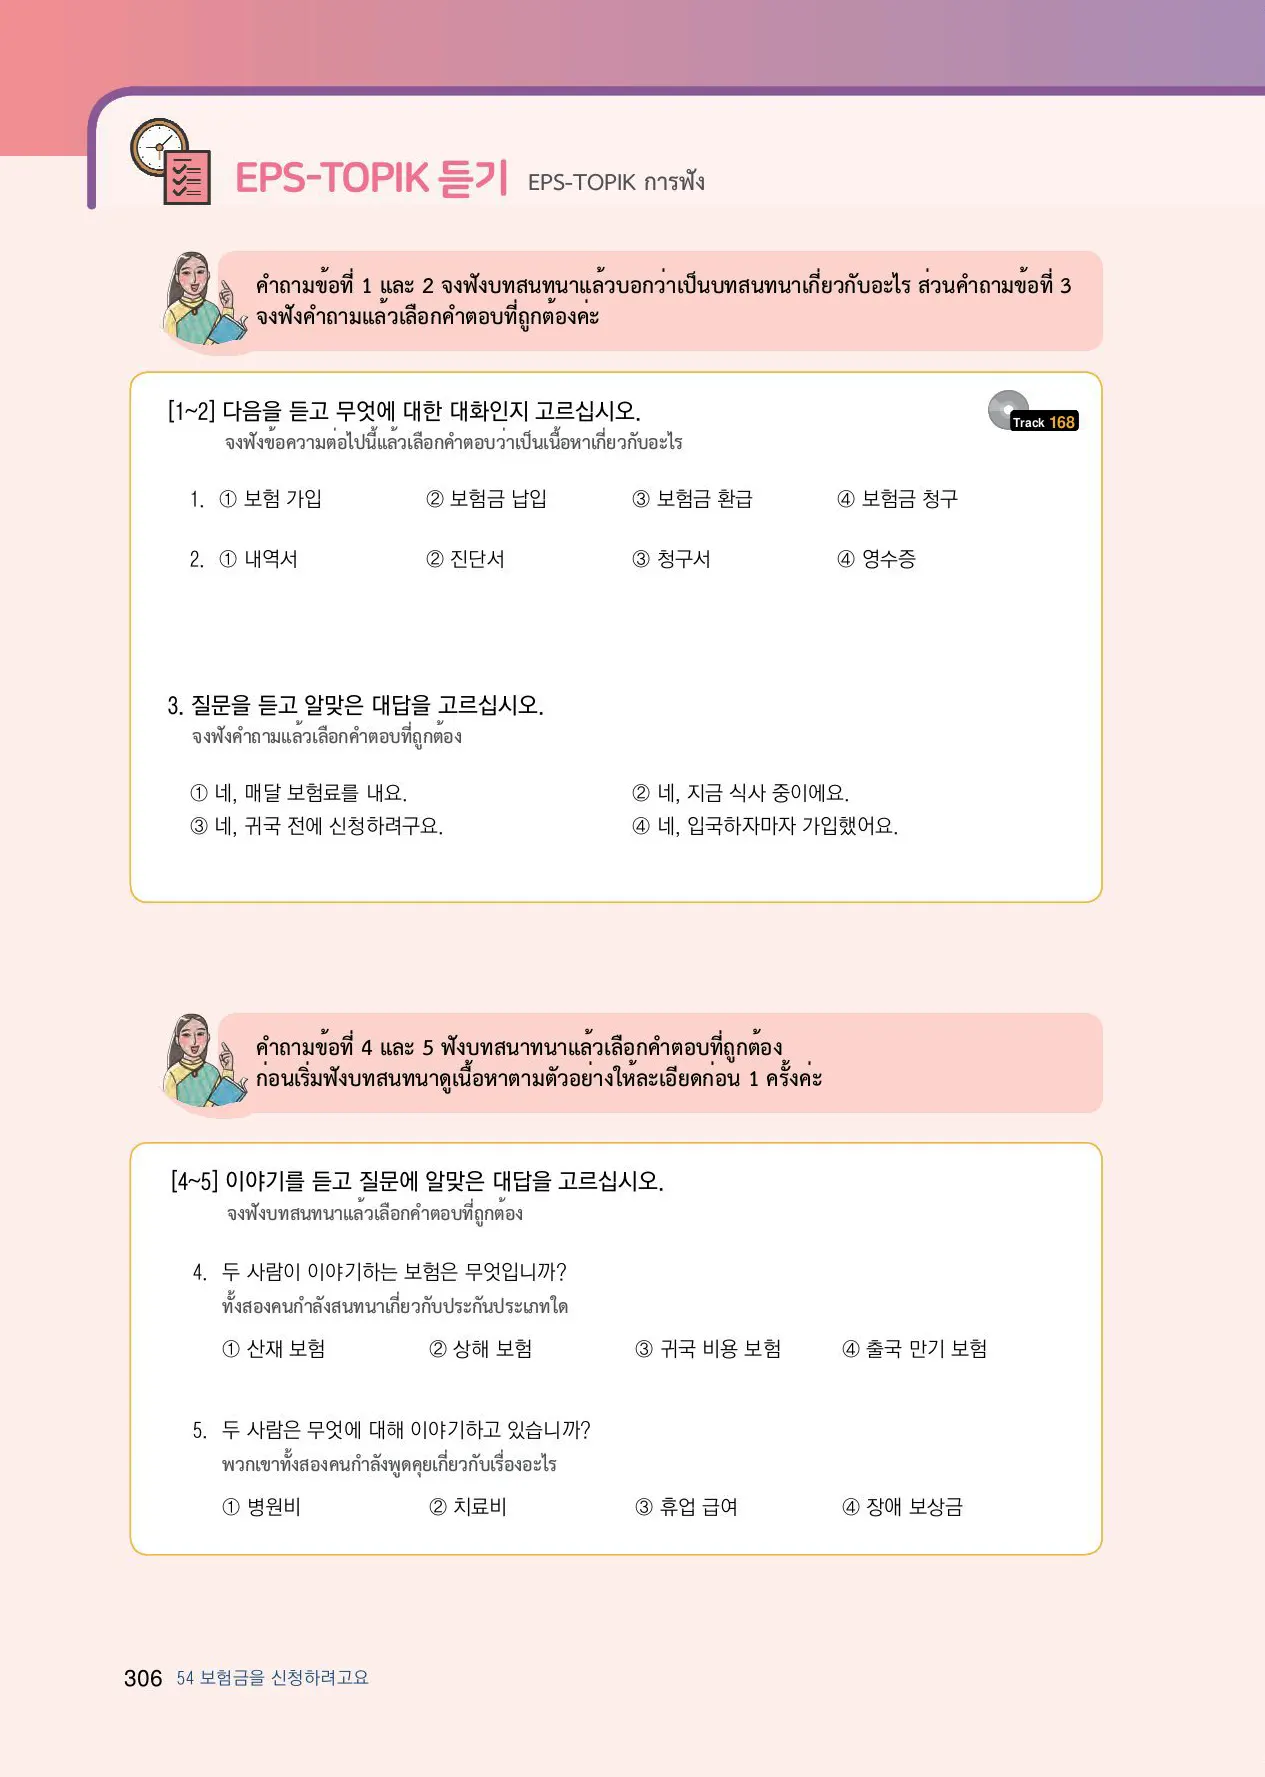 EPS-TOPIK 듣기 EPS-TOPIK การฟัง
คำถามข้อที่ 1 และ 2 จงฟังบทสนทนาแล้วบอกว่าเป็นบทสนทนาเกี่ยวกับอะไร ส่วนคำถามข้อที่ 3
จงฟังคำถามแล้วเลือกคำตอบที่ถูกต้องค่ะ
[1~2] 다음을 듣고 무엇에 대한 대화인지 고르십시오.
Track 168
จงฟังข้อความต่อไปนี้แล้วเลือกคำตอบว่าเป็นเนื้อหาเกี่ยวกับอะไร
1. ① 보험 가입 ② 보험금 납입 ③ 보험금 환급 ④ 보험금 청구
2. ① 내역서 ② 진단서 ③ 청구서 ④ 영수증
3. 질문을 듣고 알맞은 대답을 고르십시오.
จงฟังคำถามแล้วเลือกคำตอบที่ถูกต้อง
① 네, 매달 보험료를 내요. ② 네, 지금 식사 중이에요.
③ 네, 귀국 전에 신청하려구요. ④ 네, 입국하자마자 가입했어요.
คำถามข้อที่ 4 และ 5 ฟังบทสนาทนาแล้วเลือกคำตอบที่ถูกต้อง
ก่อนเริ่มฟังบทสนทนาดูเนื้อหาตามตัวอย่างให้ละเอียดก่อน 1 ครั้งค่ะ
[4~5] 이야기를 듣고 질문에 알맞은 대답을 고르십시오.
จงฟังบทสนทนาแล้วเลือกคำตอบที่ถูกต้อง
4. 두 사람이 이야기하는 보험은 무엇입니까?
ทั้งสองคนกำลังสนทนาเกี่ยวกับประกันประเภทใด
① 산재 보험 ② 상해 보험 ③ 귀국 비용 보험 ④ 출국 만기 보험
5. 두 사람은 무엇에 대해 이야기하고 있습니까?
พวกเขาทั้งสองคนกำลังพูดคุยเกี่ยวกับเรื่องอะไร
① 병원비 ② 치료비 ③ 휴업 급여 ④ 장애 보상금
306 54 보험금을 신청하려고요